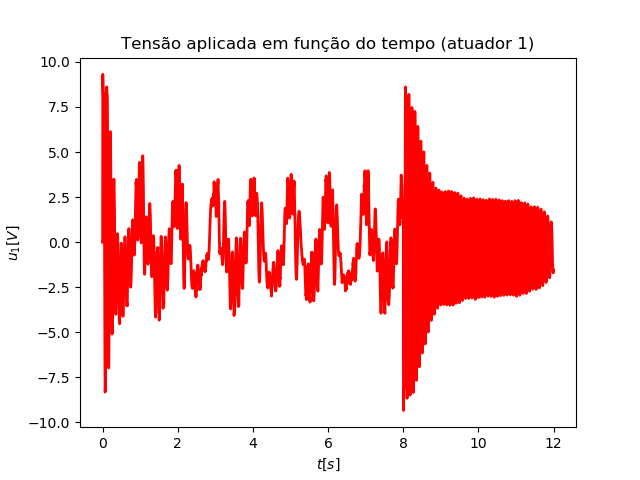 Tensão aplicada em função do tempo (atuador 1)
10.0
7.5
5.0
2.5
0.0
−2.5
−5.0
−7.5
−10.0
u₁[V]
0 2 4 6 8 10 12
t[s]